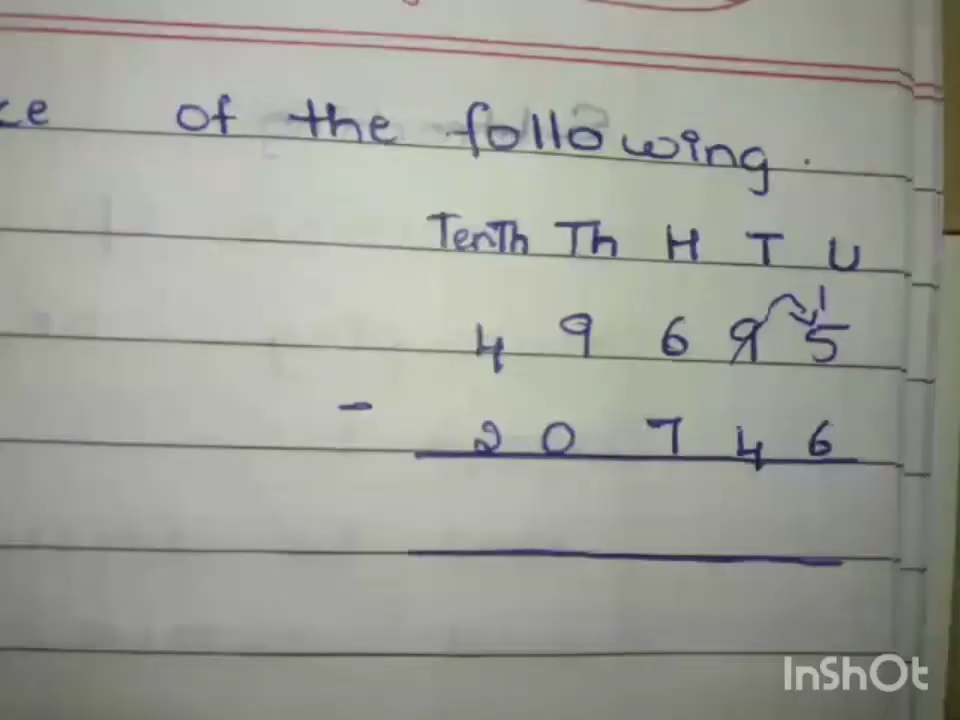 ce of the following.
TenTh Th H T U
1
4 9 6 9 5
- 2 0 7 4 6
InShOt